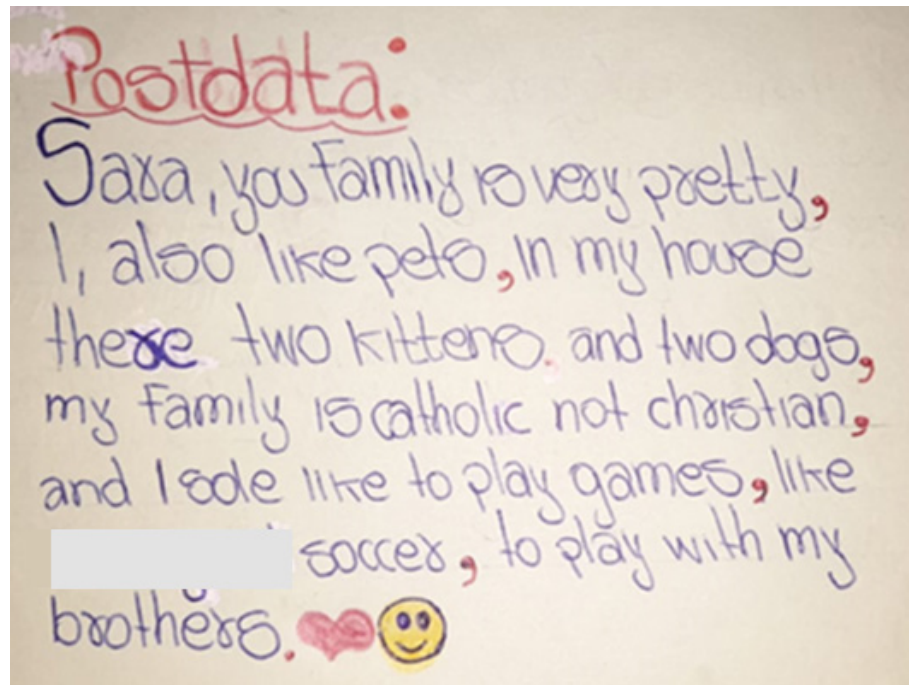 Postdata:
Sara, you family is very pretty,
I, also like pets, in my house
there two kittens, and two dogs,
my family is catholic not christian,
and I sole like to play games, like
soccer, to play with my
brothers.